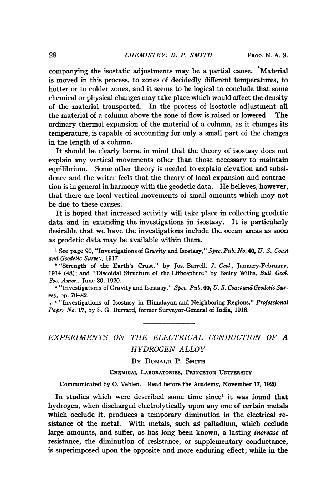 28 CHEMISTRY: D. P. SMITH PROC. N. A. S.
companying the isostatic adjustments may be a partial cause. Material
is moved in this process, to zones of decidedly different temperatures, to
hotter or to colder zones, and it seems to be logical to conclude that some
chemical or physical changes may take place which would affect the density
of the material transported. In the process of isostatic adjustment all
the material of a column above the zone of flow is raised or lowered. The
ordinary thermal expansion of the material of a column, as it changes its
temperature, is capable of accounting for only a small part of the changes
in the length of a column.
It should be clearly borne in mind that the theory of isostasy does not
explain any vertical movements other than those necessary to maintain
equilibrium. Some other theory is needed to explain elevation and subsi-
dence and the writer feels that the theory of local expansion and contrac-
tion is in general in harmony with the geodetic data. He believes, however,
that there are local vertical movements of small amounts which may not
be due to these causes.
It is hoped that increased activity will take place in collecting geodetic
data and in extending the investigations in isostasy. It is particularly
desirable that we have the investigations include the ocean areas as soon
as geodetic data may be available within them.
¹ See page 93, "Investigations of Gravity and Isostasy," Spec. Pub. No. 40, U. S. Coast
and Geodetic Survey, 1917.
² "Strength of the Earth's Crust," by Jos. Barrell, J. Geol., January-February,
1914 (48); and "Discoidal Structure of the Lithosphere," by Bailey Willis, Bull. Geol.
Soc. Amer., June 30, 1920.
³ "Investigations of Gravity and Isostasy," Spec. Pub. 40, U. S. Coast and Geodetic Sur-
vey, pp. 70–82.
⁴ "Investigations of Isostasy in Himalayan and Neighboring Regions," Professional
Paper No. 17, by S. G. Burrard, former Surveyor-General of India, 1918.
EXPERIMENTS ON THE ELECTRICAL CONDUCTION OF A
HYDROGEN ALLOY
BY DONALD P. SMITH
CHEMICAL LABORATORIES, PRINCETON UNIVERSITY
Communicated by O. Veblen. Read before the Academy, November 17, 1920
In studies which were described some time since¹ it was found that
hydrogen, when discharged electrolytically upon any one of certain metals
which occlude it, produces a temporary diminution in the electrical re-
sistance of the metal. With metals, such as palladium, which occlude
large amounts, and suffer, as has long been known, a lasting increase of
resistance, the diminution of resistance, or supplementary conductance,
is superimposed upon the opposite and more enduring effect; while in the